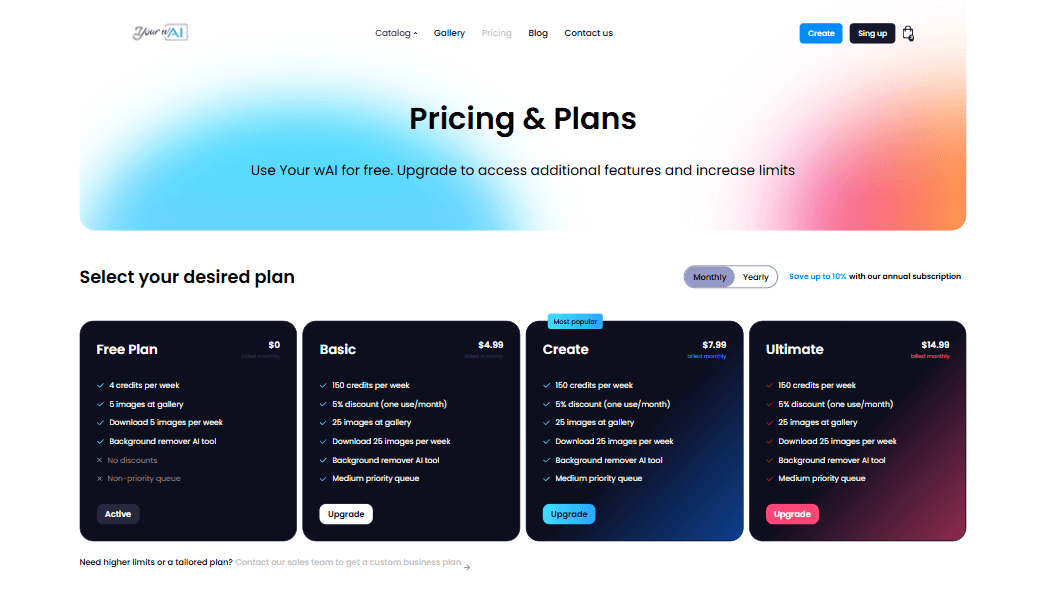 Your wAI
Catalog Gallery Pricing Blog Contact us
Create Sing up
Pricing & Plans
Use Your wAI for free. Upgrade to access additional features and increase limits
Select your desired plan
Monthly Yearly Save up to 10% with our annual subscription
Free Plan $0
billed monthly
4 credits per week
5 images at gallery
Download 5 images per week
Background remover AI tool
No discounts
Non-priority queue
Active
Basic $4.99
billed monthly
150 credits per week
5% discount (one use/month)
25 images at gallery
Download 25 images per week
Background remover AI tool
Medium priority queue
Upgrade
Most popular
Create $7.99
billed monthly
150 credits per week
5% discount (one use/month)
25 images at gallery
Download 25 images per week
Background remover AI tool
Medium priority queue
Upgrade
Ultimate $14.99
billed monthly
150 credits per week
5% discount (one use/month)
25 images at gallery
Download 25 images per week
Background remover AI tool
Medium priority queue
Upgrade
Need higher limits or a tailored plan? Contact our sales team to get a custom business plan →